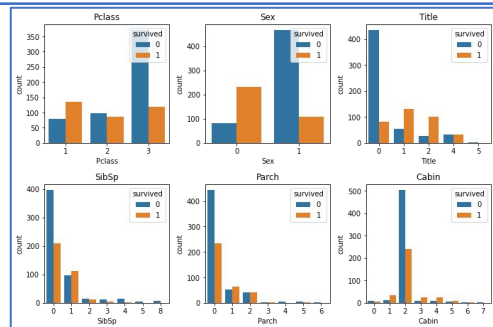 Pclass
survived
0
1
350
300
250
200
150
100
50
0
count
1 2 3
Pclass
Sex
survived
0
1
400
300
200
100
0
count
0 1
Sex
Title
survived
0
1
400
300
200
100
0
count
0 1 2 4 5
Title
SibSp
survived
0
1
400
300
200
100
0
count
0 1 2 3 4 5 8
SibSp
Parch
survived
0
1
400
300
200
100
0
count
0 1 2 3 4 5 6
Parch
Cabin
survived
0
1
500
400
300
200
100
0
count
0 1 2 3 4 5 6 7
Cabin